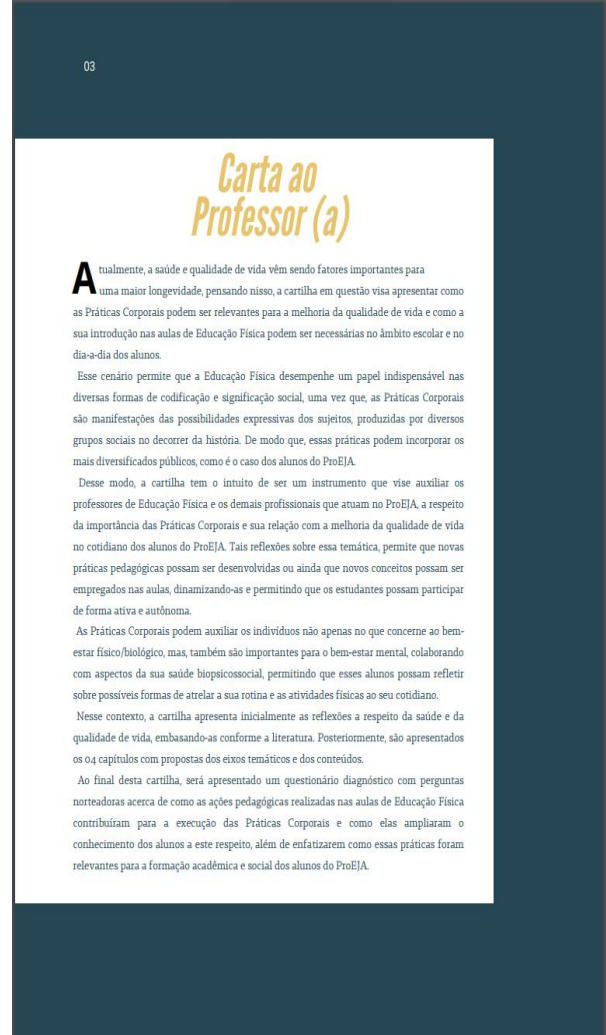 03
Carta ao
Professor (a)
Atualmente, a saúde e qualidade de vida vêm sendo fatores importantes para
uma maior longevidade, pensando nisso, a cartilha em questão visa apresentar como
as Práticas Corporais podem ser relevantes para a melhoria da qualidade de vida e como a
sua introdução nas aulas de Educação Física podem ser necessárias no âmbito escolar e no
dia-a-dia dos alunos.
Esse cenário permite que a Educação Física desempenhe um papel indispensável nas
diversas formas de codificação e significação social, uma vez que, as Práticas Corporais
são manifestações das possibilidades expressivas dos sujeitos, produzidas por diversos
grupos sociais no decorrer da história. De modo que, essas práticas podem incorporar os
mais diversificados públicos, como é o caso dos alunos do ProEJA.
Desse modo, a cartilha tem o intuito de ser um instrumento que vise auxiliar os
professores de Educação Física e os demais profissionais que atuam no ProEJA, a respeito
da importância das Práticas Corporais e sua relação com a melhoria da qualidade de vida
no cotidiano dos alunos do ProEJA. Tais reflexões sobre essa temática, permite que novas
práticas pedagógicas possam ser desenvolvidas ou ainda que novos conceitos possam ser
empregados nas aulas, dinamizando-as e permitindo que os estudantes possam participar
de forma ativa e autônoma.
As Práticas Corporais podem auxiliar os indivíduos não apenas no que concerne ao bem-
estar físico/biológico, mas, também são importantes para o bem-estar mental, colaborando
com aspectos da sua saúde biopsicossocial, permitindo que esses alunos possam refletir
sobre possíveis formas de atrelar a sua rotina e as atividades físicas ao seu cotidiano.
Nesse contexto, a cartilha apresenta inicialmente as reflexões a respeito da saúde e da
qualidade de vida, embasando-as conforme a literatura. Posteriormente, são apresentados
os 04 capítulos com propostas dos eixos temáticos e dos conteúdos.
Ao final desta cartilha, será apresentado um questionário diagnóstico com perguntas
norteadoras acerca de como as ações pedagógicas realizadas nas aulas de Educação Física
contribuíram para a execução das Práticas Corporais e como elas ampliaram o
conhecimento dos alunos a este respeito, além de enfatizarem como essas práticas foram
relevantes para a formação acadêmica e social dos alunos do ProEJA.